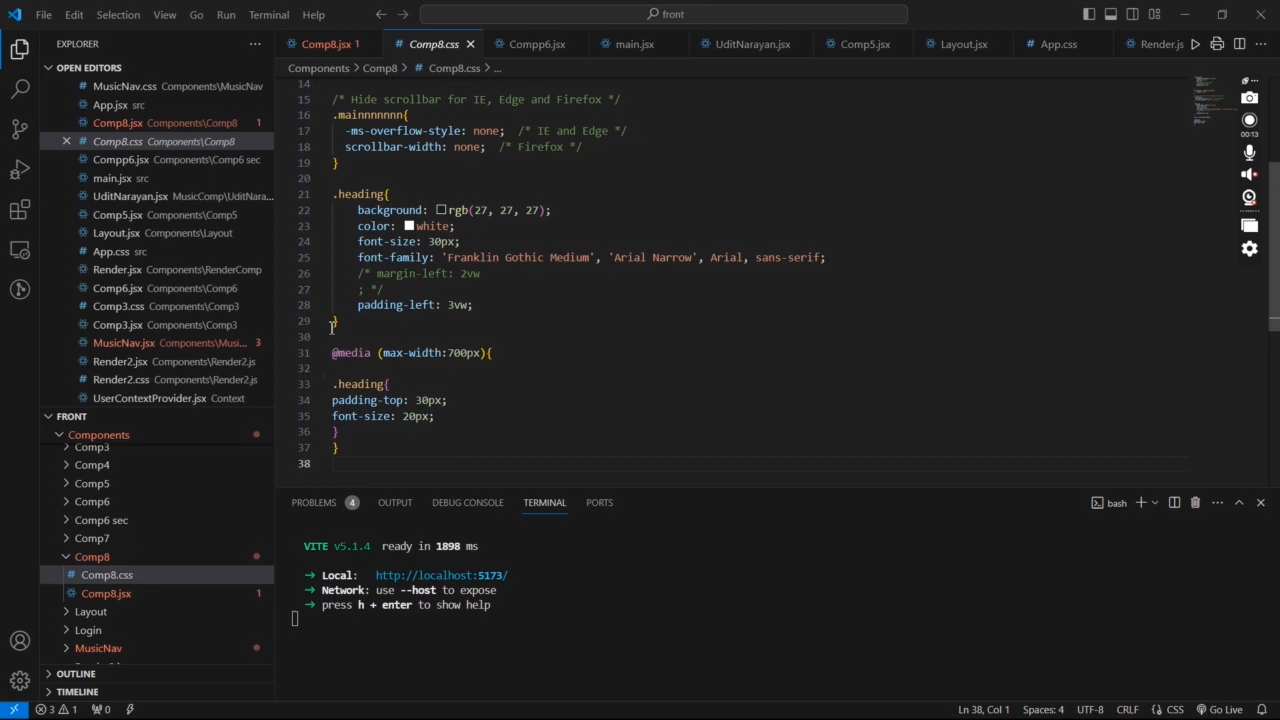 File Edit Selection View Go Run Terminal Help front
EXPLORER
OPEN EDITORS
MusicNav.css Components\MusicNav
App.jsx src
Comp8.jsx Components\Comp8 1
Comp8.css Components\Comp8
Compp6.jsx Components\Comp6 sec
main.jsx src
UditNarayan.jsx MusicComp\UditNara...
Comp5.jsx Components\Comp5
Layout.jsx Components\Layout
App.css src
Render.jsx Components\RenderComp
Comp6.jsx Components\Comp6
Comp3.css Components\Comp3
Comp3.jsx Components\Comp3
MusicNav.jsx Components\Musi... 3
Render2.jsx Components\Render2.js
Render2.css Components\Render2.js
UserContextProvider.jsx Context
FRONT
Components
Comp3
Comp4
Comp5
Comp6
Comp6 sec
Comp7
Comp8
Comp8.css
Comp8.jsx 1
Layout
Login
MusicNav
OUTLINE
TIMELINE
Comp8.jsx 1 Comp8.css Compp6.jsx main.jsx UditNarayan.jsx Comp5.jsx Layout.jsx App.css Render.js
Components > Comp8 > Comp8.css > ...
14
15 /* Hide scrollbar for IE, Edge and Firefox */
16 .mainnnnnnn{
17 -ms-overflow-style: none; /* IE and Edge */
18 scrollbar-width: none; /* Firefox */
19 }
20
21 .heading{
22 background: rgb(27, 27, 27);
23 color: white;
24 font-size: 30px;
25 font-family: 'Franklin Gothic Medium', 'Arial Narrow', Arial, sans-serif;
26 /* margin-left: 2vw
27 ; */
28 padding-left: 3vw;
29 }
30
31 @media (max-width:700px){
32
33 .heading{
34 padding-top: 30px;
35 font-size: 20px;
36 }
37 }
38
00:13
PROBLEMS 4 OUTPUT DEBUG CONSOLE TERMINAL PORTS bash
VITE v5.1.4 ready in 1898 ms
➜ Local: http://localhost:5173/
➜ Network: use --host to expose
➜ press h + enter to show help
3 1 0 Ln 38, Col 1 Spaces: 4 UTF-8 CRLF CSS Go Live